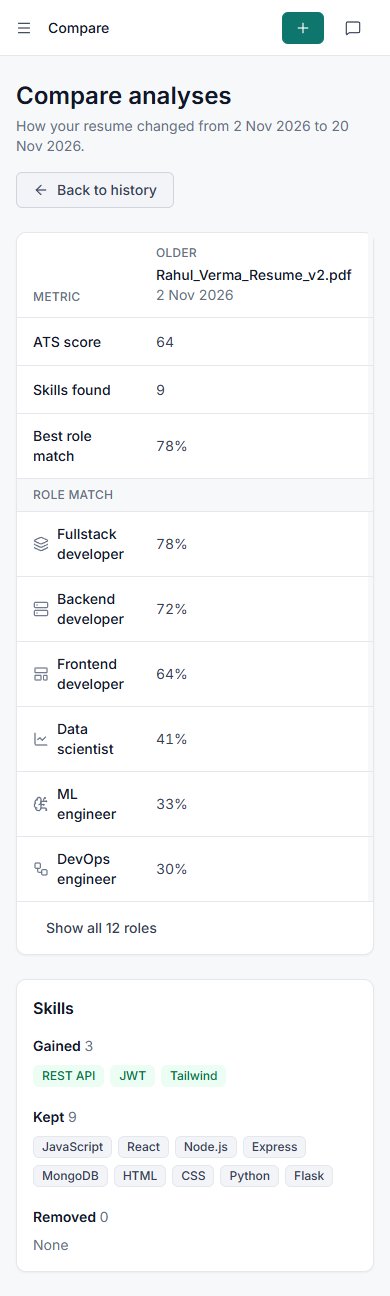 Compare
Compare analyses
How your resume changed from 2 Nov 2026 to 20
Nov 2026.
Back to history
OLDER
Rahul_Verma_Resume_v2.pdf
METRIC
2 Nov 2026
ATS score 64
Skills found 9
Best role
match
78%
ROLE MATCH
Fullstack
developer
78%
Backend
developer
72%
Frontend
developer
64%
Data
scientist
41%
ML
engineer
33%
DevOps
engineer
30%
Show all 12 roles
Skills
Gained 3
REST API JWT Tailwind
Kept 9
JavaScript React Node.js Express
MongoDB HTML CSS Python Flask
Removed 0
None